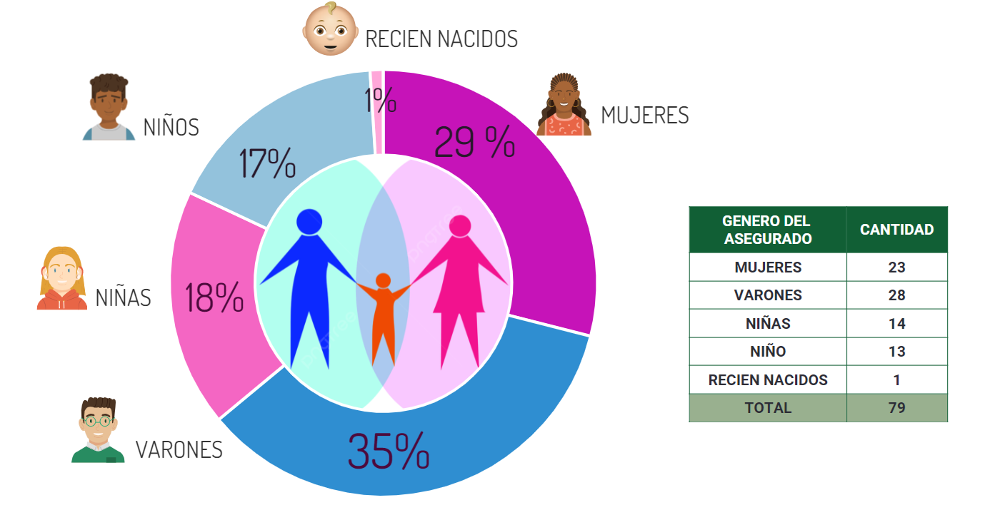 RECIEN NACIDOS
1%
NIÑOS
17%
29 %
MUJERES
NIÑAS
18%
VARONES
35%
GENERO DEL
ASEGURADO
CANTIDAD
MUJERES 23
VARONES 28
NIÑAS 14
NIÑO 13
RECIEN NACIDOS 1
TOTAL 79